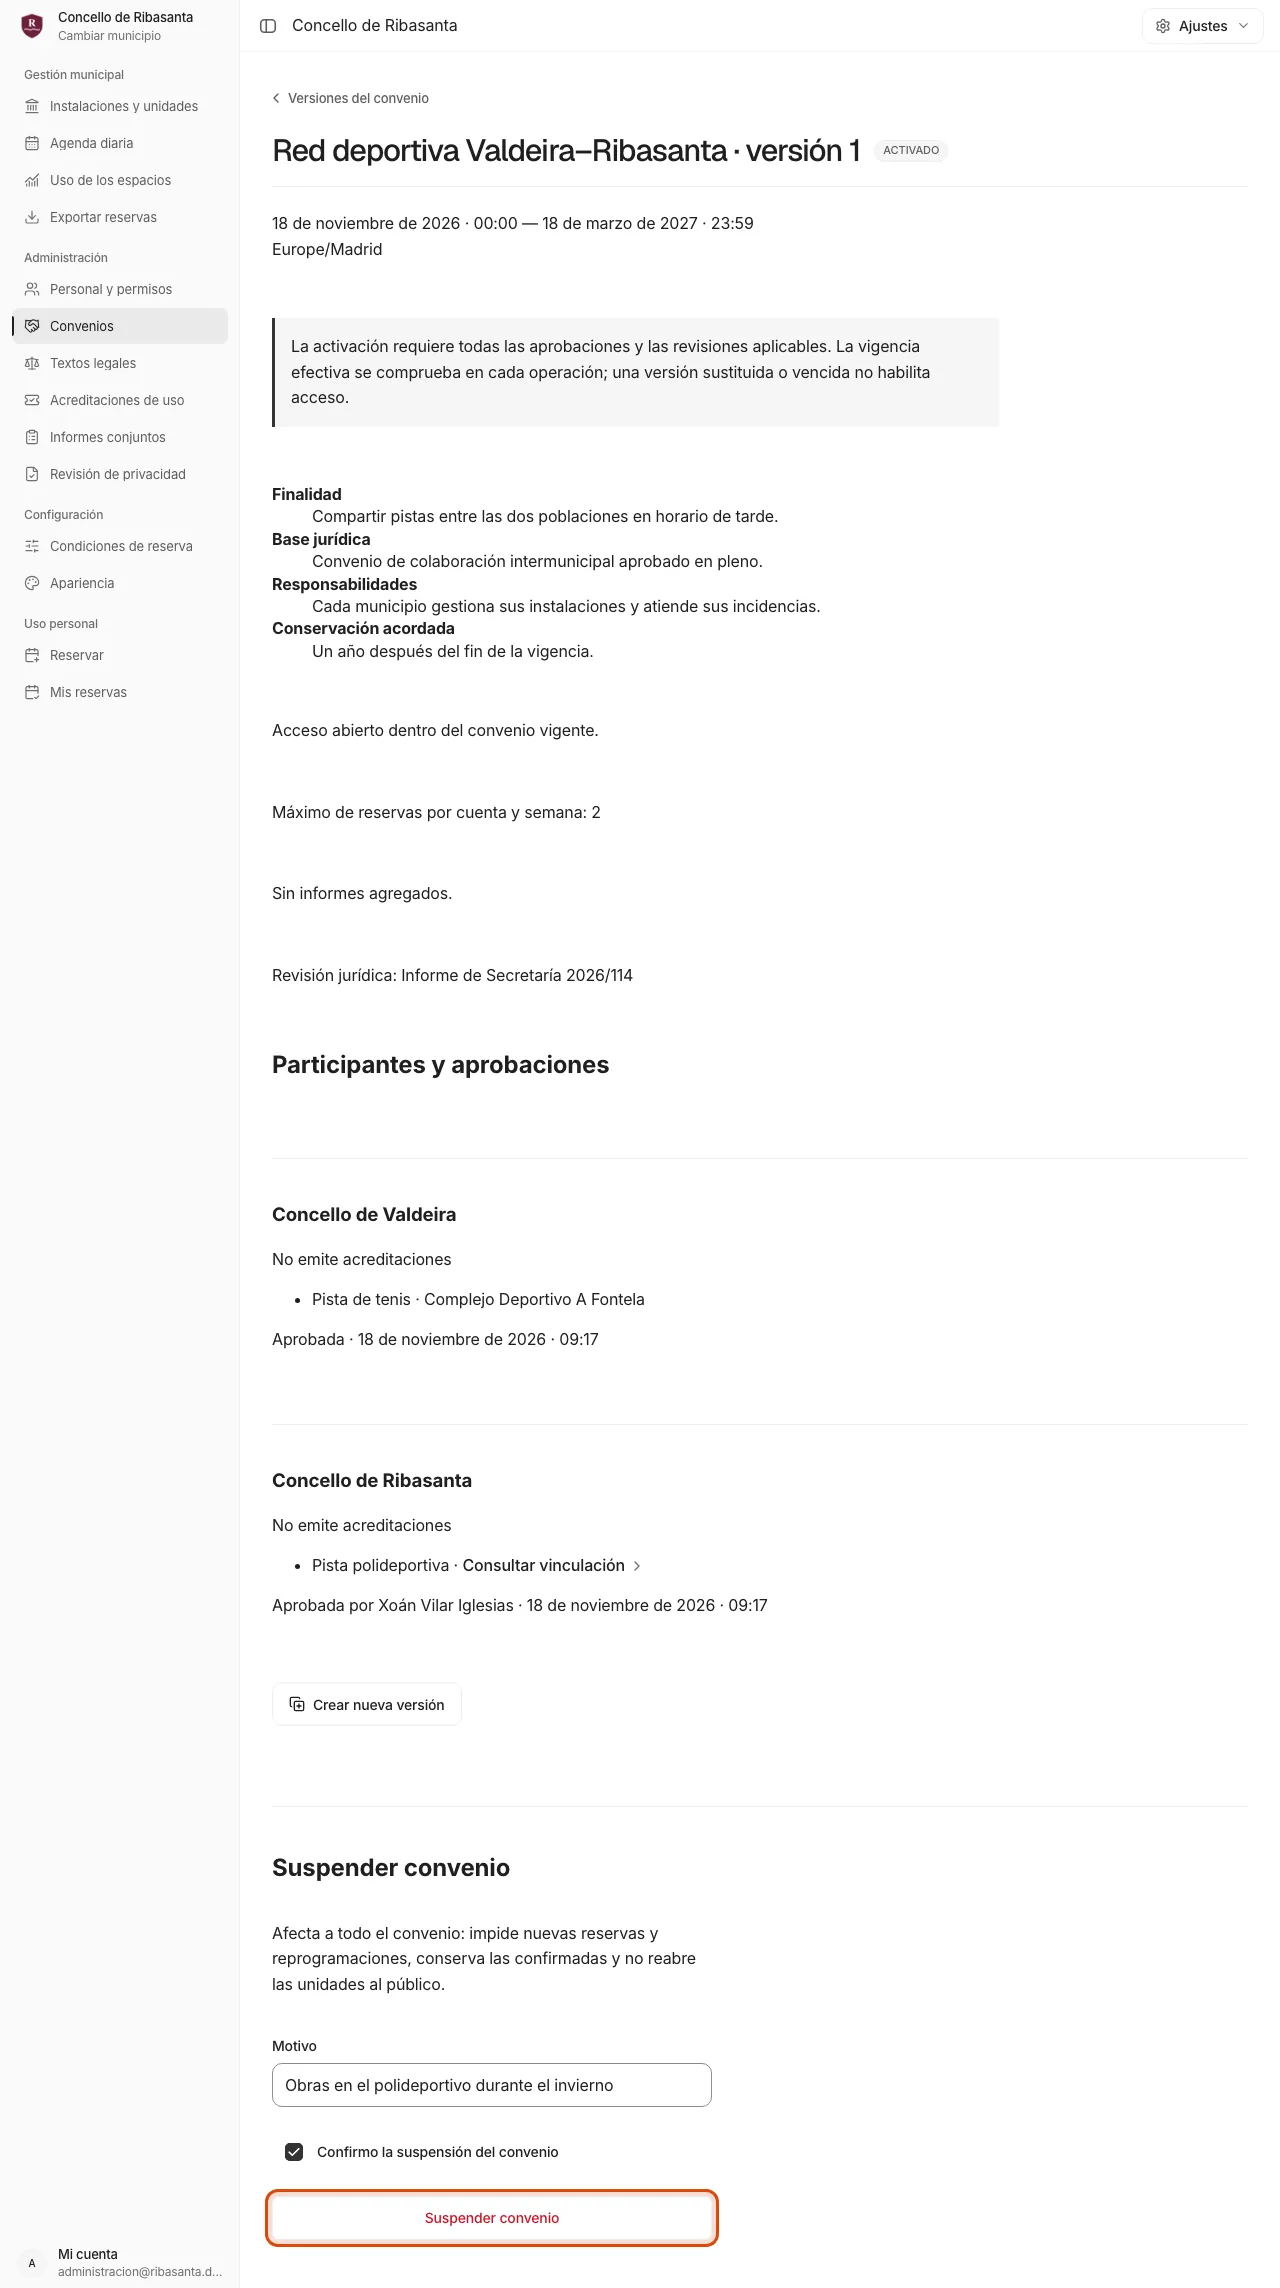 Concello de Ribasanta
Cambiar municipio
Gestión municipal
Instalaciones y unidades
Agenda diaria
Uso de los espacios
Exportar reservas
Administración
Personal y permisos
Convenios
Textos legales
Acreditaciones de uso
Informes conjuntos
Revisión de privacidad
Configuración
Condiciones de reserva
Apariencia
Uso personal
Reservar
Mis reservas
A
Mi cuenta
administracion@ribasanta.d...
Concello de Ribasanta
Ajustes
Versiones del convenio
Red deportiva Valdeira–Ribasanta · versión 1
ACTIVADO
18 de noviembre de 2026 · 00:00 — 18 de marzo de 2027 · 23:59
Europe/Madrid
La activación requiere todas las aprobaciones y las revisiones aplicables. La vigencia
efectiva se comprueba en cada operación; una versión sustituida o vencida no habilita
acceso.
Finalidad
Compartir pistas entre las dos poblaciones en horario de tarde.
Base jurídica
Convenio de colaboración intermunicipal aprobado en pleno.
Responsabilidades
Cada municipio gestiona sus instalaciones y atiende sus incidencias.
Conservación acordada
Un año después del fin de la vigencia.
Acceso abierto dentro del convenio vigente.
Máximo de reservas por cuenta y semana: 2
Sin informes agregados.
Revisión jurídica: Informe de Secretaría 2026/114
Participantes y aprobaciones
Concello de Valdeira
No emite acreditaciones
• Pista de tenis · Complejo Deportivo A Fontela
Aprobada · 18 de noviembre de 2026 · 09:17
Concello de Ribasanta
No emite acreditaciones
• Pista polideportiva · Consultar vinculación
Aprobada por Xoán Vilar Iglesias · 18 de noviembre de 2026 · 09:17
Crear nueva versión
Suspender convenio
Afecta a todo el convenio: impide nuevas reservas y
reprogramaciones, conserva las confirmadas y no reabre
las unidades al público.
Motivo
Obras en el polideportivo durante el invierno
Confirmo la suspensión del convenio
Suspender convenio